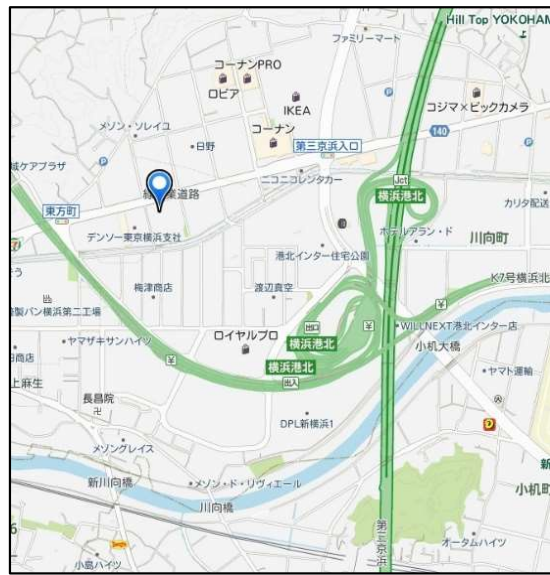 Hill Top YOKOHAM
ファミリーマート
コーナンPRO
ロピア
IKEA
コジマ×ビックカメラ
コーナン
メゾン・ソレイユ
日野
第三京浜入口
140
域ケアプラザ
ニコニコレンタカー
Jct
横浜港北
カリタ配送
東方町
デンソー東京横浜支社
ホテルアラン・ド
川向町
港北インター住宅公園
K7号横浜北
梅津商店
渡辺真空
製パン横浜第二工場
出口
WILLNEXT港北インター店
ロイヤルプロ
横浜港北
小机大橋
ヤマザキサンハイツ
横浜港北
田商店
出入
ヤマト運輸
上麻生
長昌院
DPL新横浜1
メゾングレイス
新川向橋
メゾン・ド・リヴィエール
新
小机町
川向橋
第三京浜
オータムハイツ
小島ハイツ